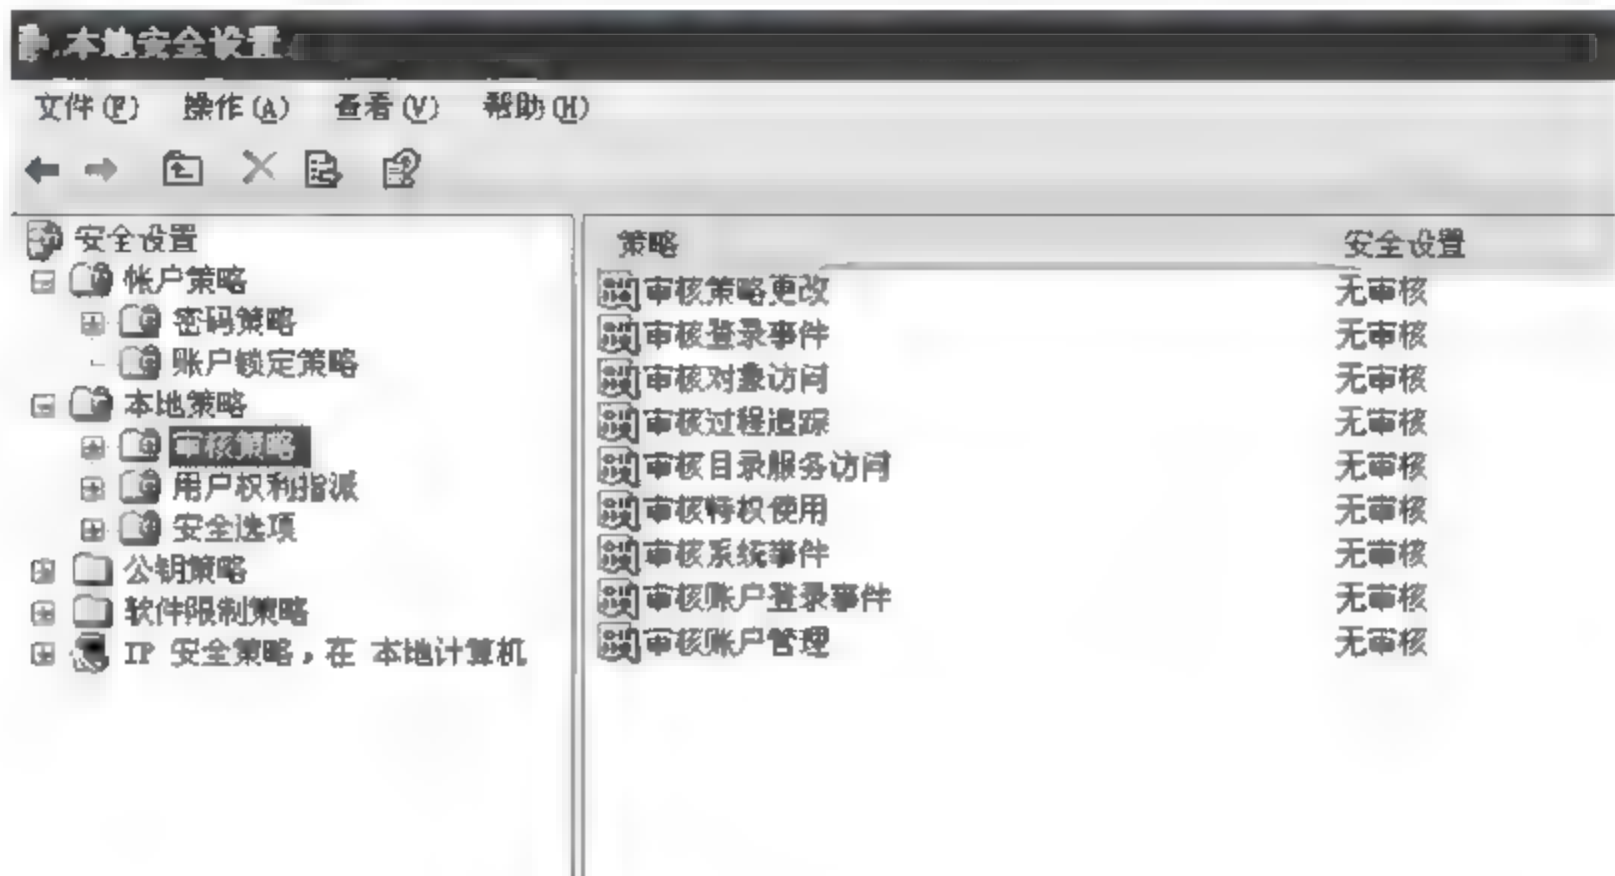 本地安全设置
文件(F) 操作(A) 查看(V) 帮助(H)
安全设置
帐户策略
密码策略
账户锁定策略
本地策略
审核策略
用户权利指派
安全选项
公钥策略
软件限制策略
IP 安全策略，在 本地计算机
策略 安全设置
审核策略更改 无审核
审核登录事件 无审核
审核对象访问 无审核
审核过程追踪 无审核
审核目录服务访问 无审核
审核特权使用 无审核
审核系统事件 无审核
审核账户登录事件 无审核
审核账户管理 无审核